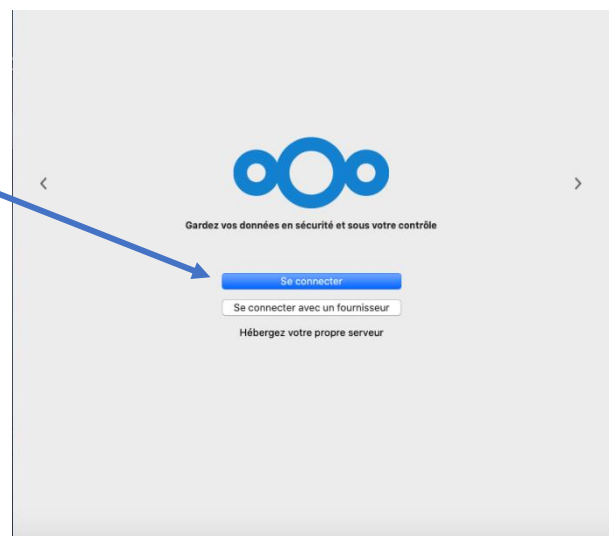 Gardez vos données en sécurité et sous votre contrôle
Se connecter
Se connecter avec un fournisseur
Hébergez votre propre serveur